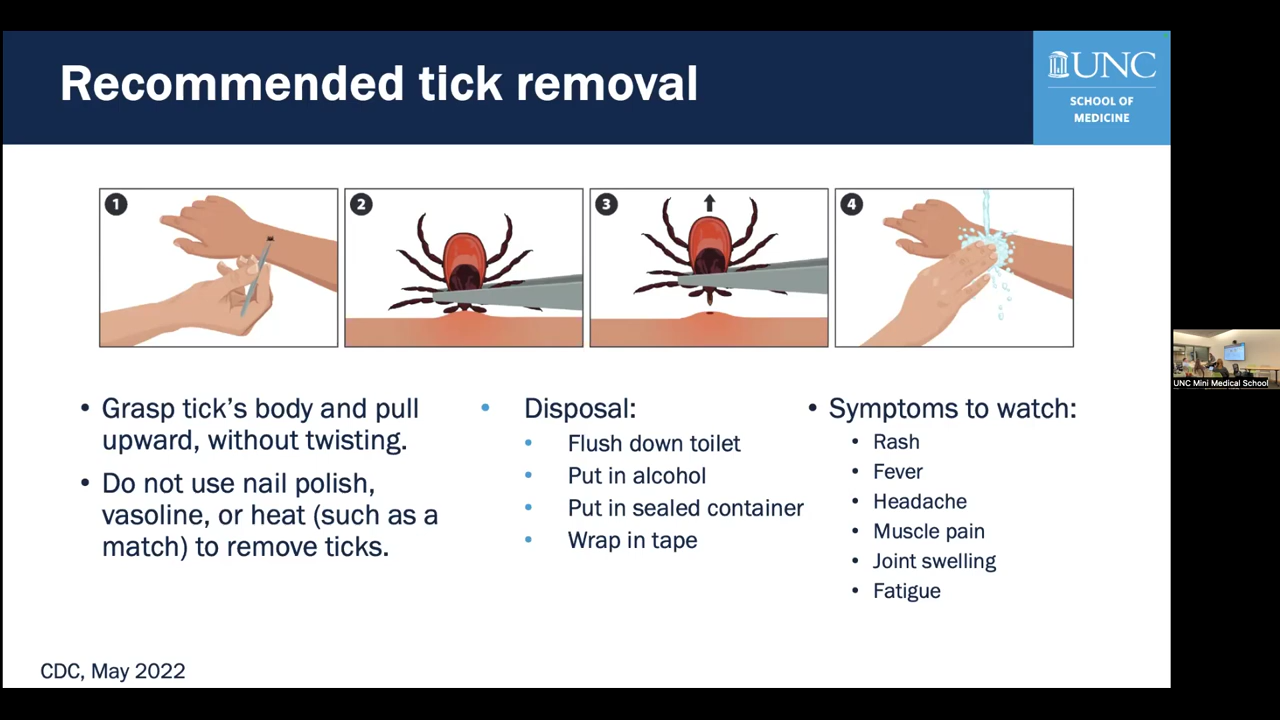 Recommended tick removal
UNC
SCHOOL OF
MEDICINE
1
2
3
4
• Grasp tick's body and pull
upward, without twisting.
• Do not use nail polish,
vasoline, or heat (such as a
match) to remove ticks.
• Disposal:
• Flush down toilet
• Put in alcohol
• Put in sealed container
• Wrap in tape
• Symptoms to watch:
• Rash
• Fever
• Headache
• Muscle pain
• Joint swelling
• Fatigue
CDC, May 2022
UNC Mini Medical School